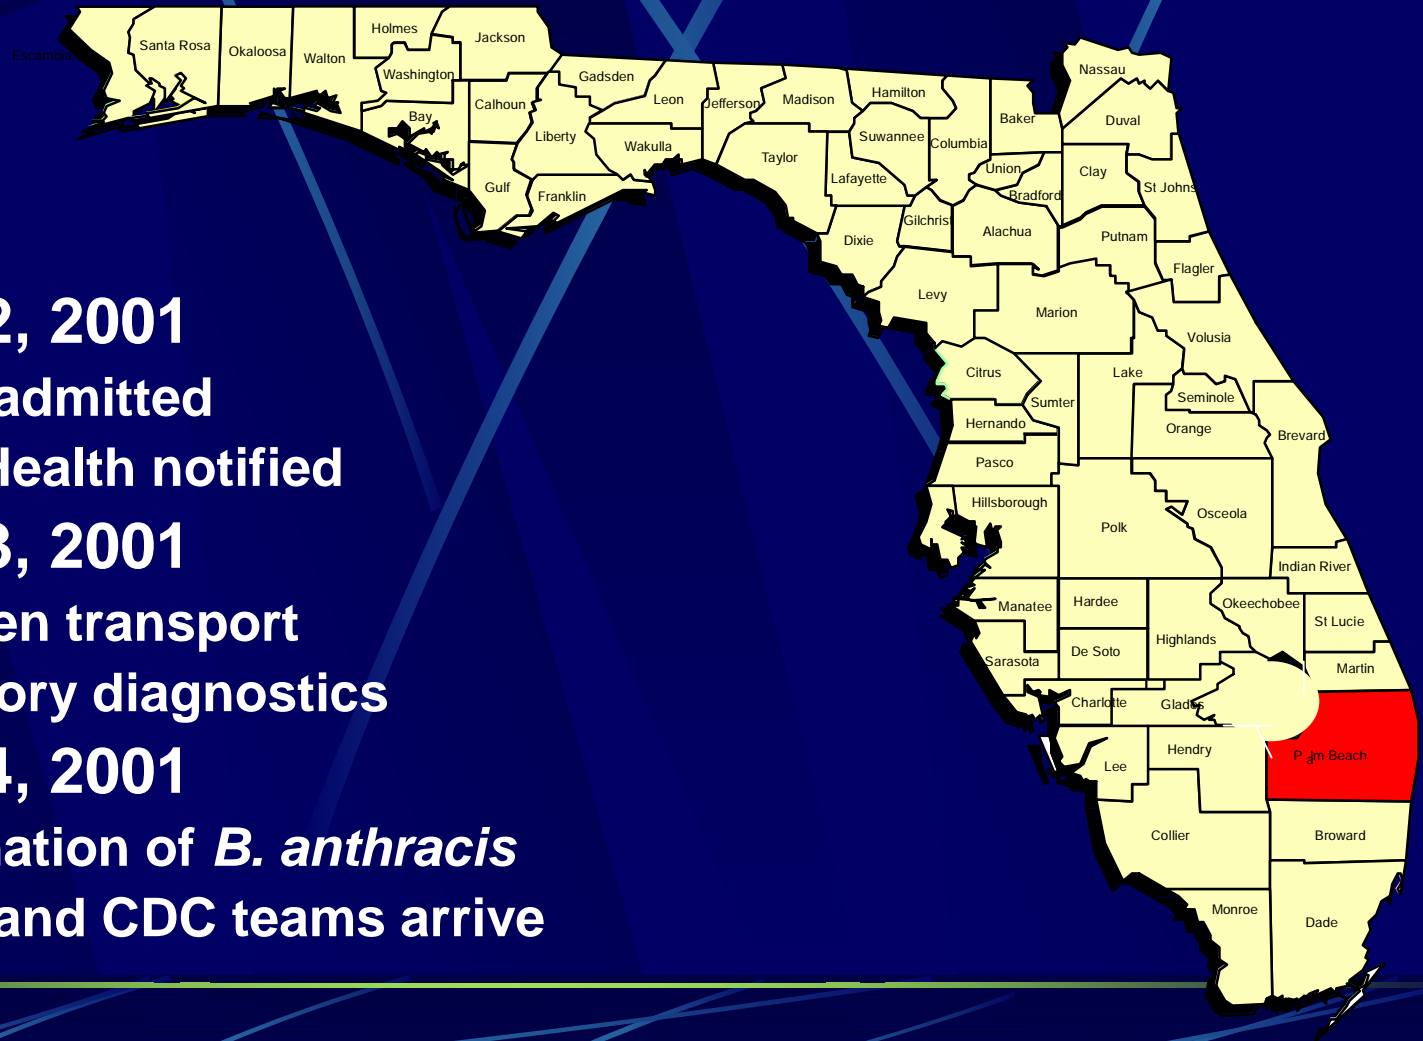 Escambia
Santa Rosa
Okaloosa
Walton
Holmes
Washington
Jackson
Bay
Calhoun
Gulf
Liberty
Gadsden
Franklin
Leon
Wakulla
Jefferson
Madison
Taylor
Hamilton
Suwannee
Lafayette
Columbia
Dixie
Gilchrist
Baker
Union
Bradford
Alachua
Nassau
Duval
Clay
St Johns
Putnam
Flagler
Levy
Marion
Volusia
Citrus
Lake
Sumter
Seminole
Hernando
Orange
Brevard
Pasco
Hillsborough
Polk
Osceola
Indian River
Manatee
Hardee
Okeechobee
St Lucie
Highlands
De Soto
Sarasota
Martin
Charlotte
Glades
Lee
Hendry
Palm Beach
Collier
Broward
Monroe
Dade
2, 2001
admitted
Health notified
3, 2001
en transport
ory diagnostics
4, 2001
ation of B. anthracis
and CDC teams arrive